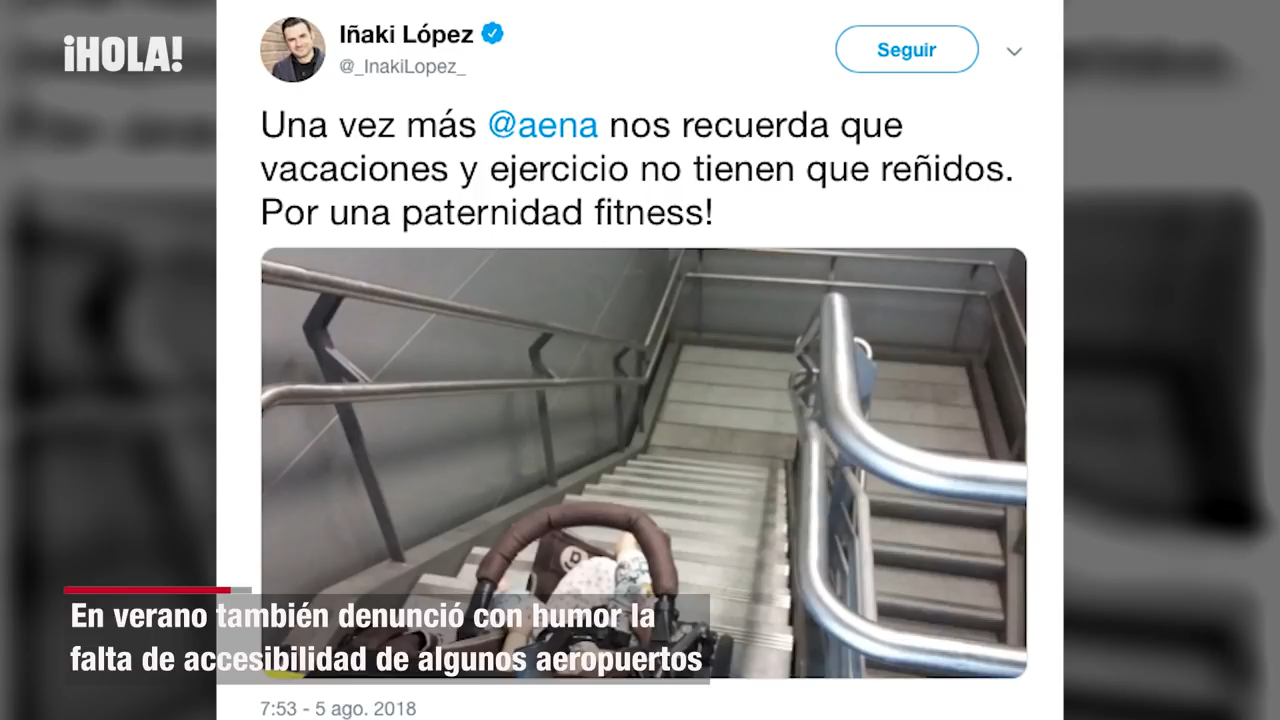 ¡HOLA!
Iñaki López
@_InakiLopez_
Seguir
Una vez más @aena nos recuerda que
vacaciones y ejercicio no tienen que reñidos.
Por una paternidad fitness!
En verano también denunció con humor la
falta de accesibilidad de algunos aeropuertos
7:53 - 5 ago. 2018